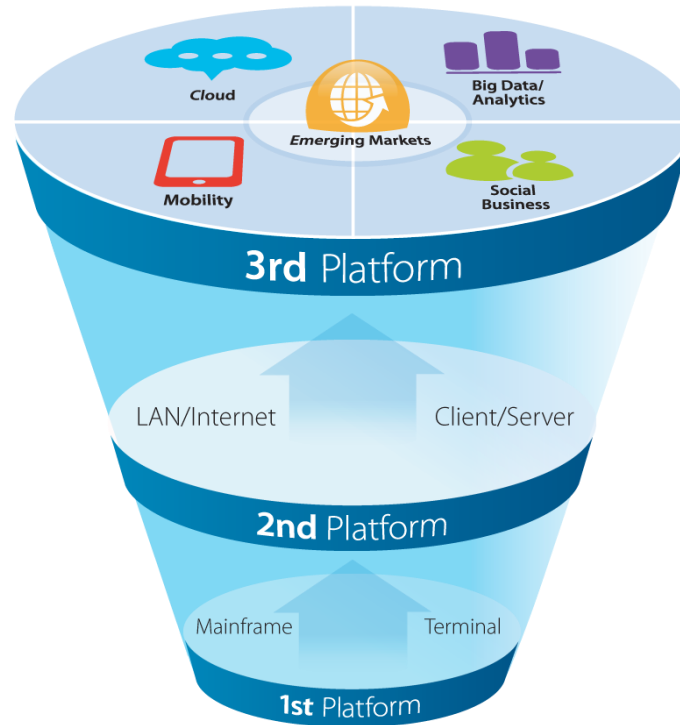 Cloud
Big Data/
Analytics
Emerging Markets
Mobility
Social
Business
3rd Platform
LAN/Internet
Client/Server
2nd Platform
Mainframe
Terminal
1st Platform